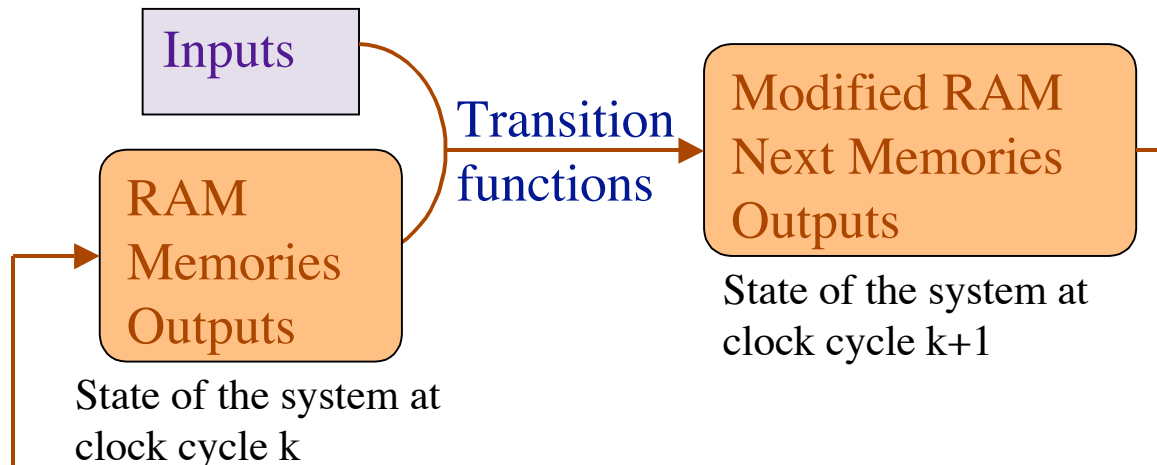 Inputs
RAM
Memories
Outputs
State of the system at
clock cycle k
Transition
functions
Modified RAM
Next Memories
Outputs
State of the system at
clock cycle k+1